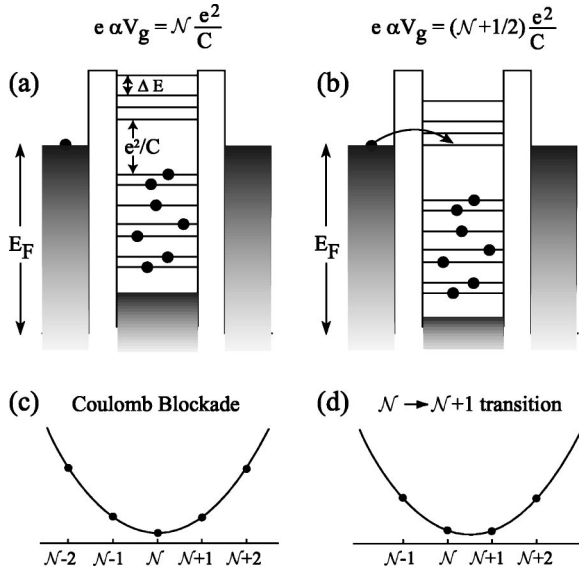 e αV_g = 𝒩 e²/C
e αV_g = (𝒩+1/2) e²/C
(a)
ΔE
e²/C
E_F
(b)
E_F
(c) Coulomb Blockade
𝒩-2 𝒩-1 𝒩 𝒩+1 𝒩+2
(d) 𝒩 → 𝒩+1 transition
𝒩-1 𝒩 𝒩+1 𝒩+2